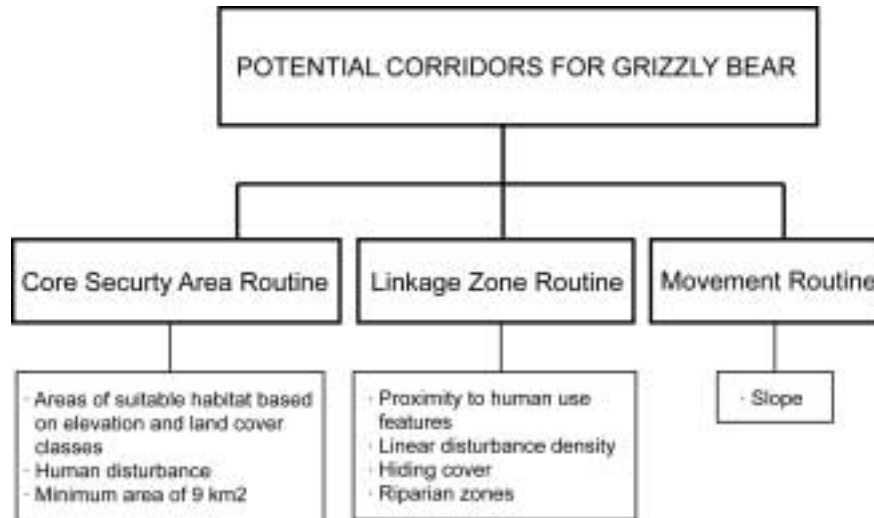 POTENTIAL CORRIDORS FOR GRIZZLY BEAR
Core Securty Area Routine
Linkage Zone Routine
Movement Routine
· Areas of suitable habitat based
on elevation and land cover
classes
· Human disturbance
· Minimum area of 9 km2
· Proximity to human use
features
· Linear disturbance density
· Hiding cover
· Riparian zones
· Slope